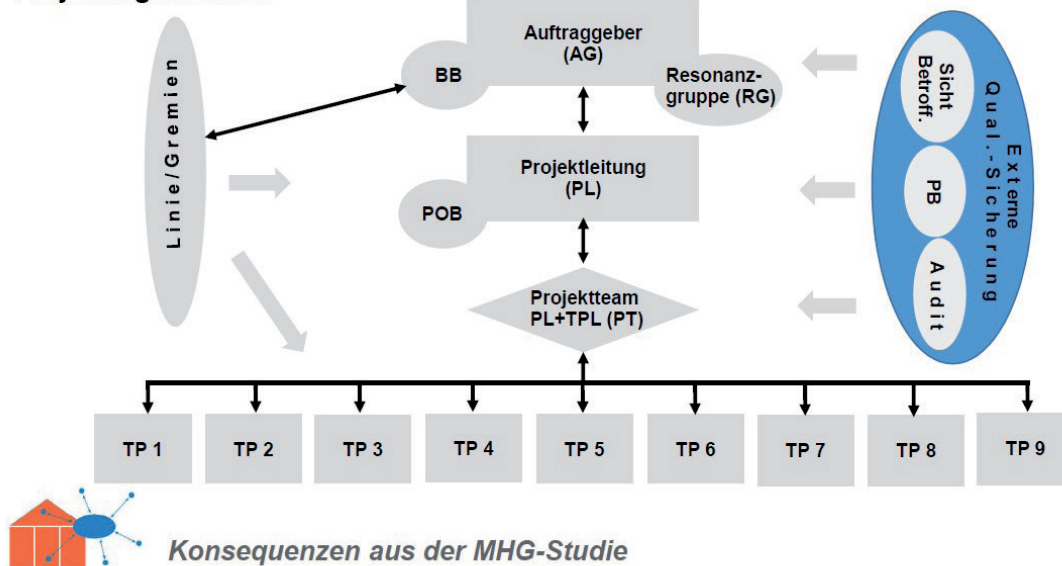 Auftraggeber
(AG)
BB
Resonanz-
gruppe (RG)
Linie/Gremien
Projektleitung
(PL)
POB
Projektteam
PL+TPL (PT)
Sicht
Betroff.
PB
Audit
Externe
Qual.-Sicherung
TP 1
TP 2
TP 3
TP 4
TP 5
TP 6
TP 7
TP 8
TP 9
Konsequenzen aus der MHG-Studie